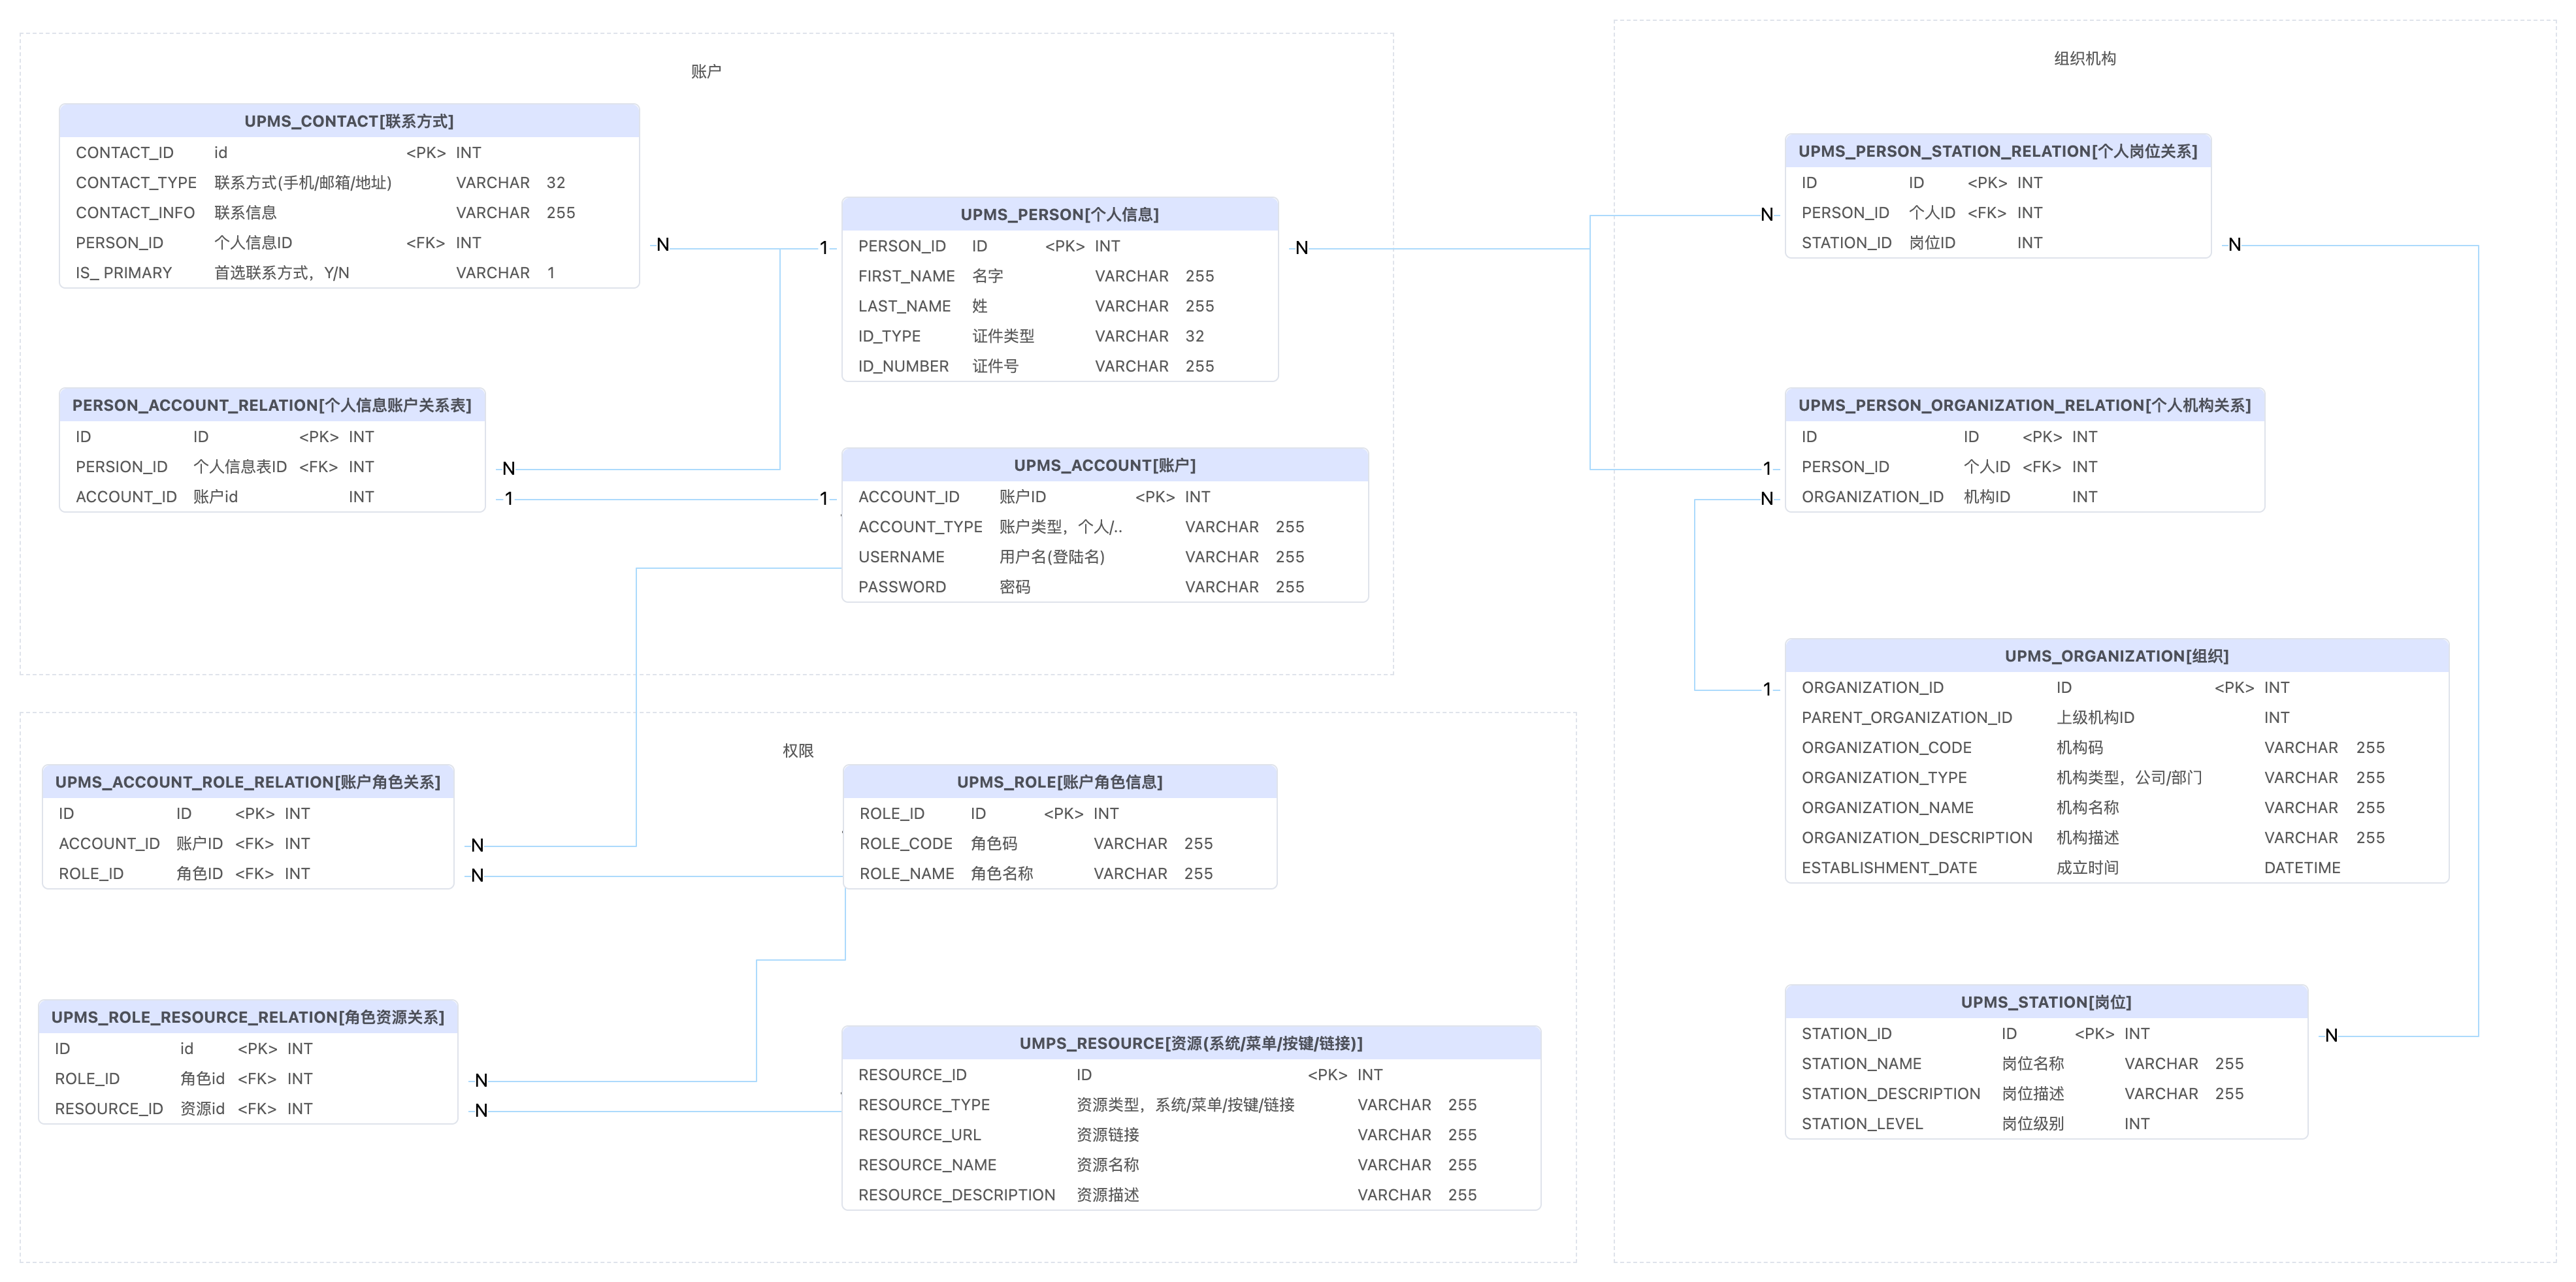 账户
UPMS_CONTACT[联系方式]
CONTACT_ID id <PK> INT
CONTACT_TYPE 联系方式(手机/邮箱/地址) VARCHAR 32
CONTACT_INFO 联系信息 VARCHAR 255
PERSON_ID 个人信息ID <FK> INT
IS_ PRIMARY 首选联系方式，Y/N VARCHAR 1
N
1
UPMS_PERSON[个人信息]
PERSON_ID ID <PK> INT
FIRST_NAME 名字 VARCHAR 255
LAST_NAME 姓 VARCHAR 255
ID_TYPE 证件类型 VARCHAR 32
ID_NUMBER 证件号 VARCHAR 255
N
PERSON_ACCOUNT_RELATION[个人信息账户关系表]
ID ID <PK> INT
PERSION_ID 个人信息表ID <FK> INT
ACCOUNT_ID 账户id INT
N
1
1
UPMS_ACCOUNT[账户]
ACCOUNT_ID 账户ID <PK> INT
ACCOUNT_TYPE 账户类型，个人/.. VARCHAR 255
USERNAME 用户名(登陆名) VARCHAR 255
PASSWORD 密码 VARCHAR 255
权限
UPMS_ACCOUNT_ROLE_RELATION[账户角色关系]
ID ID <PK> INT
ACCOUNT_ID 账户ID <FK> INT
ROLE_ID 角色ID <FK> INT
N
N
UPMS_ROLE[账户角色信息]
ROLE_ID ID <PK> INT
ROLE_CODE 角色码 VARCHAR 255
ROLE_NAME 角色名称 VARCHAR 255
UPMS_ROLE_RESOURCE_RELATION[角色资源关系]
ID id <PK> INT
ROLE_ID 角色id <FK> INT
RESOURCE_ID 资源id <FK> INT
N
N
UMPS_RESOURCE[资源(系统/菜单/按键/链接)]
RESOURCE_ID ID <PK> INT
RESOURCE_TYPE 资源类型，系统/菜单/按键/链接 VARCHAR 255
RESOURCE_URL 资源链接 VARCHAR 255
RESOURCE_NAME 资源名称 VARCHAR 255
RESOURCE_DESCRIPTION 资源描述 VARCHAR 255
组织机构
UPMS_PERSON_STATION_RELATION[个人岗位关系]
ID ID <PK> INT
PERSON_ID 个人ID <FK> INT
STATION_ID 岗位ID INT
N
N
UPMS_PERSON_ORGANIZATION_RELATION[个人机构关系]
ID ID <PK> INT
PERSON_ID 个人ID <FK> INT
ORGANIZATION_ID 机构ID INT
1
N
UPMS_ORGANIZATION[组织]
ORGANIZATION_ID ID <PK> INT
PARENT_ORGANIZATION_ID 上级机构ID INT
ORGANIZATION_CODE 机构码 VARCHAR 255
ORGANIZATION_TYPE 机构类型，公司/部门 VARCHAR 255
ORGANIZATION_NAME 机构名称 VARCHAR 255
ORGANIZATION_DESCRIPTION 机构描述 VARCHAR 255
ESTABLISHMENT_DATE 成立时间 DATETIME
1
UPMS_STATION[岗位]
STATION_ID ID <PK> INT
STATION_NAME 岗位名称 VARCHAR 255
STATION_DESCRIPTION 岗位描述 VARCHAR 255
STATION_LEVEL 岗位级别 INT
N